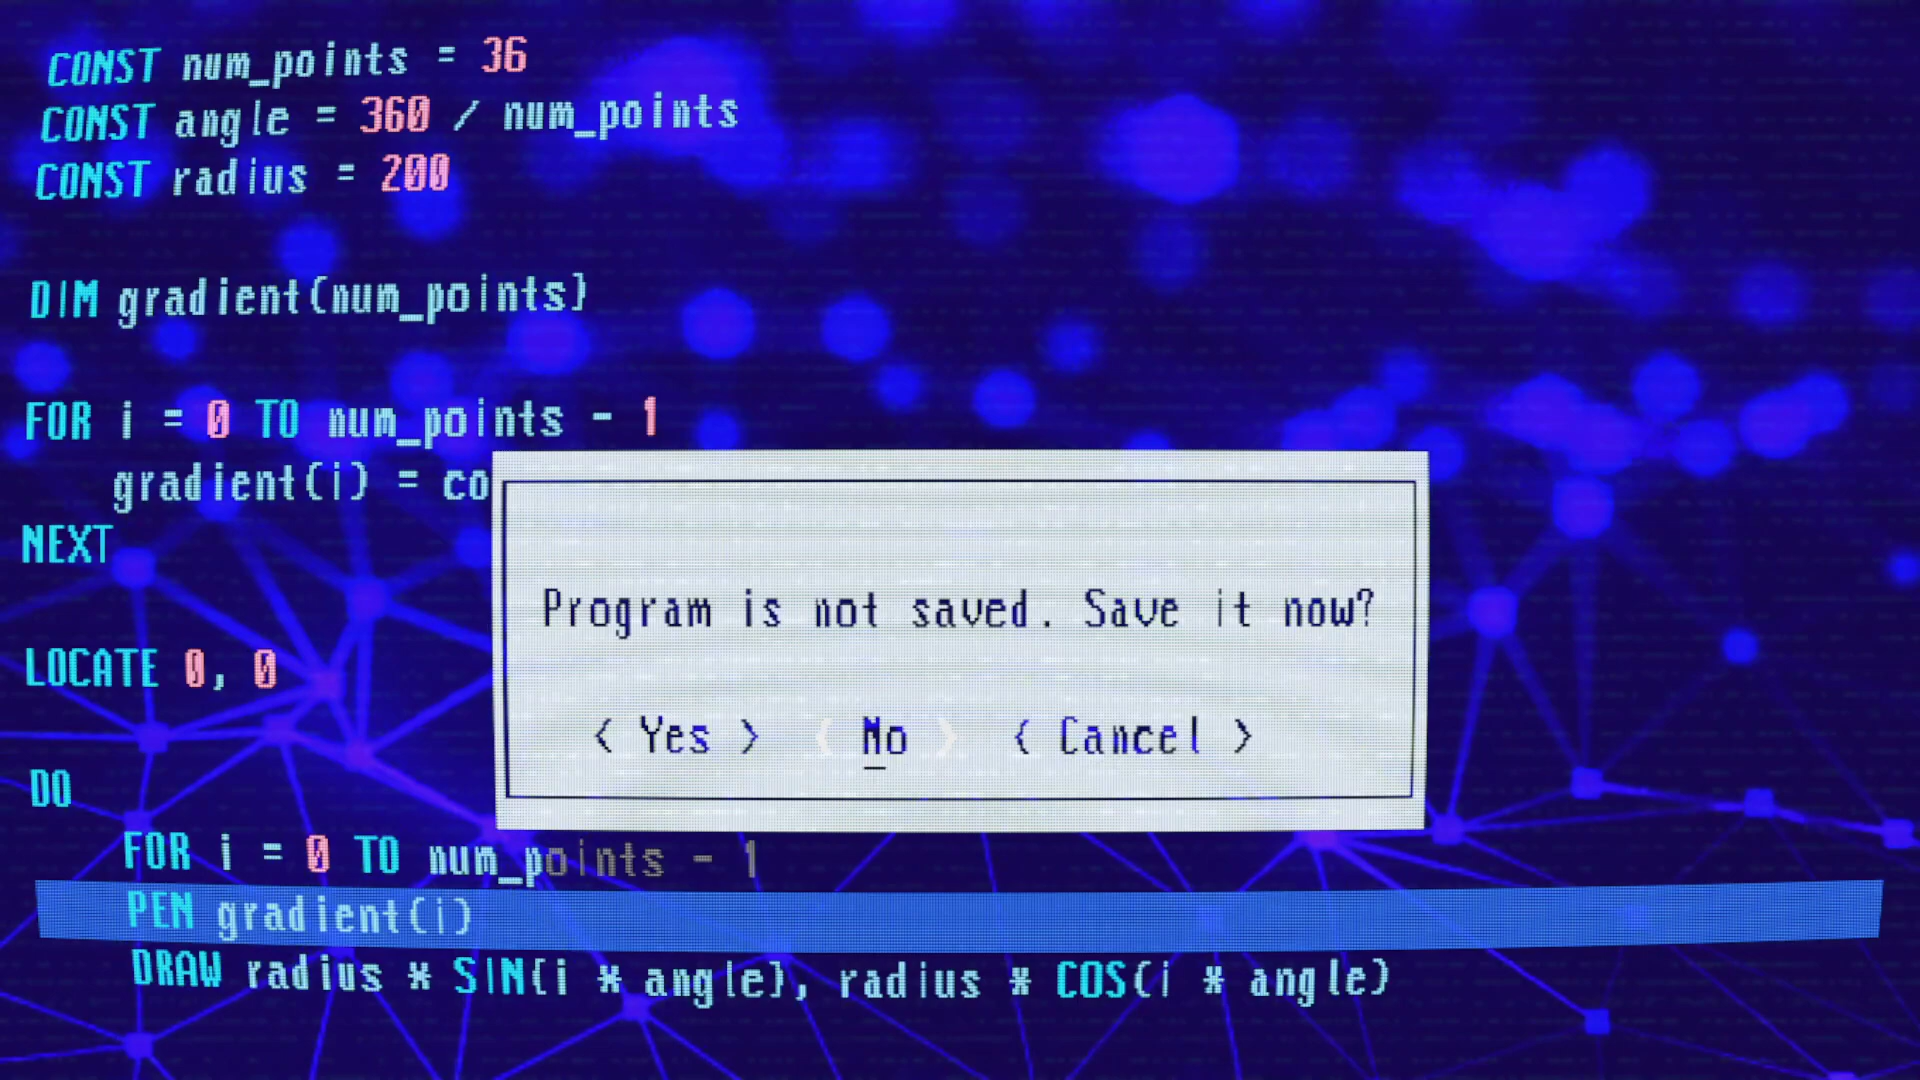 CONST num_points = 36
CONST angle = 360 / num_points
CONST radius = 200
DIM gradient(num_points)
FOR i = 0 TO num_points - 1
gradient(i) = co
NEXT
Program is not saved. Save it now?
LOCATE 0, 0
< Yes > < No > < Cancel >
DO
FOR i = 0 TO num_points - 1
PEN gradient(i)
DRAW radius * SIN(i * angle), radius * COS(i * angle)